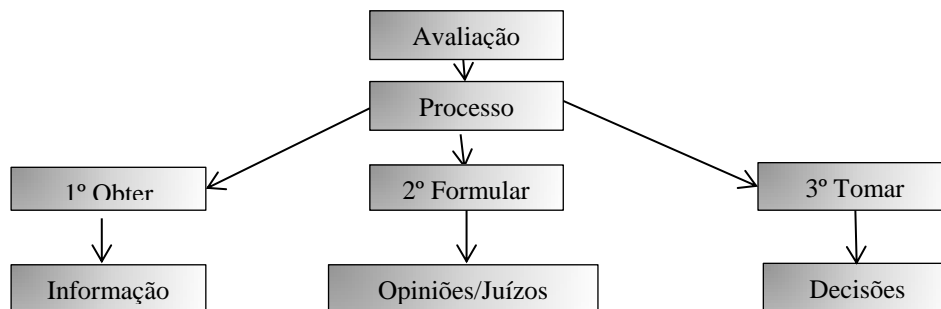 Avaliação
Processo
1º Obter
2º Formular
3º Tomar
Informação
Opiniões/Juízos
Decisões